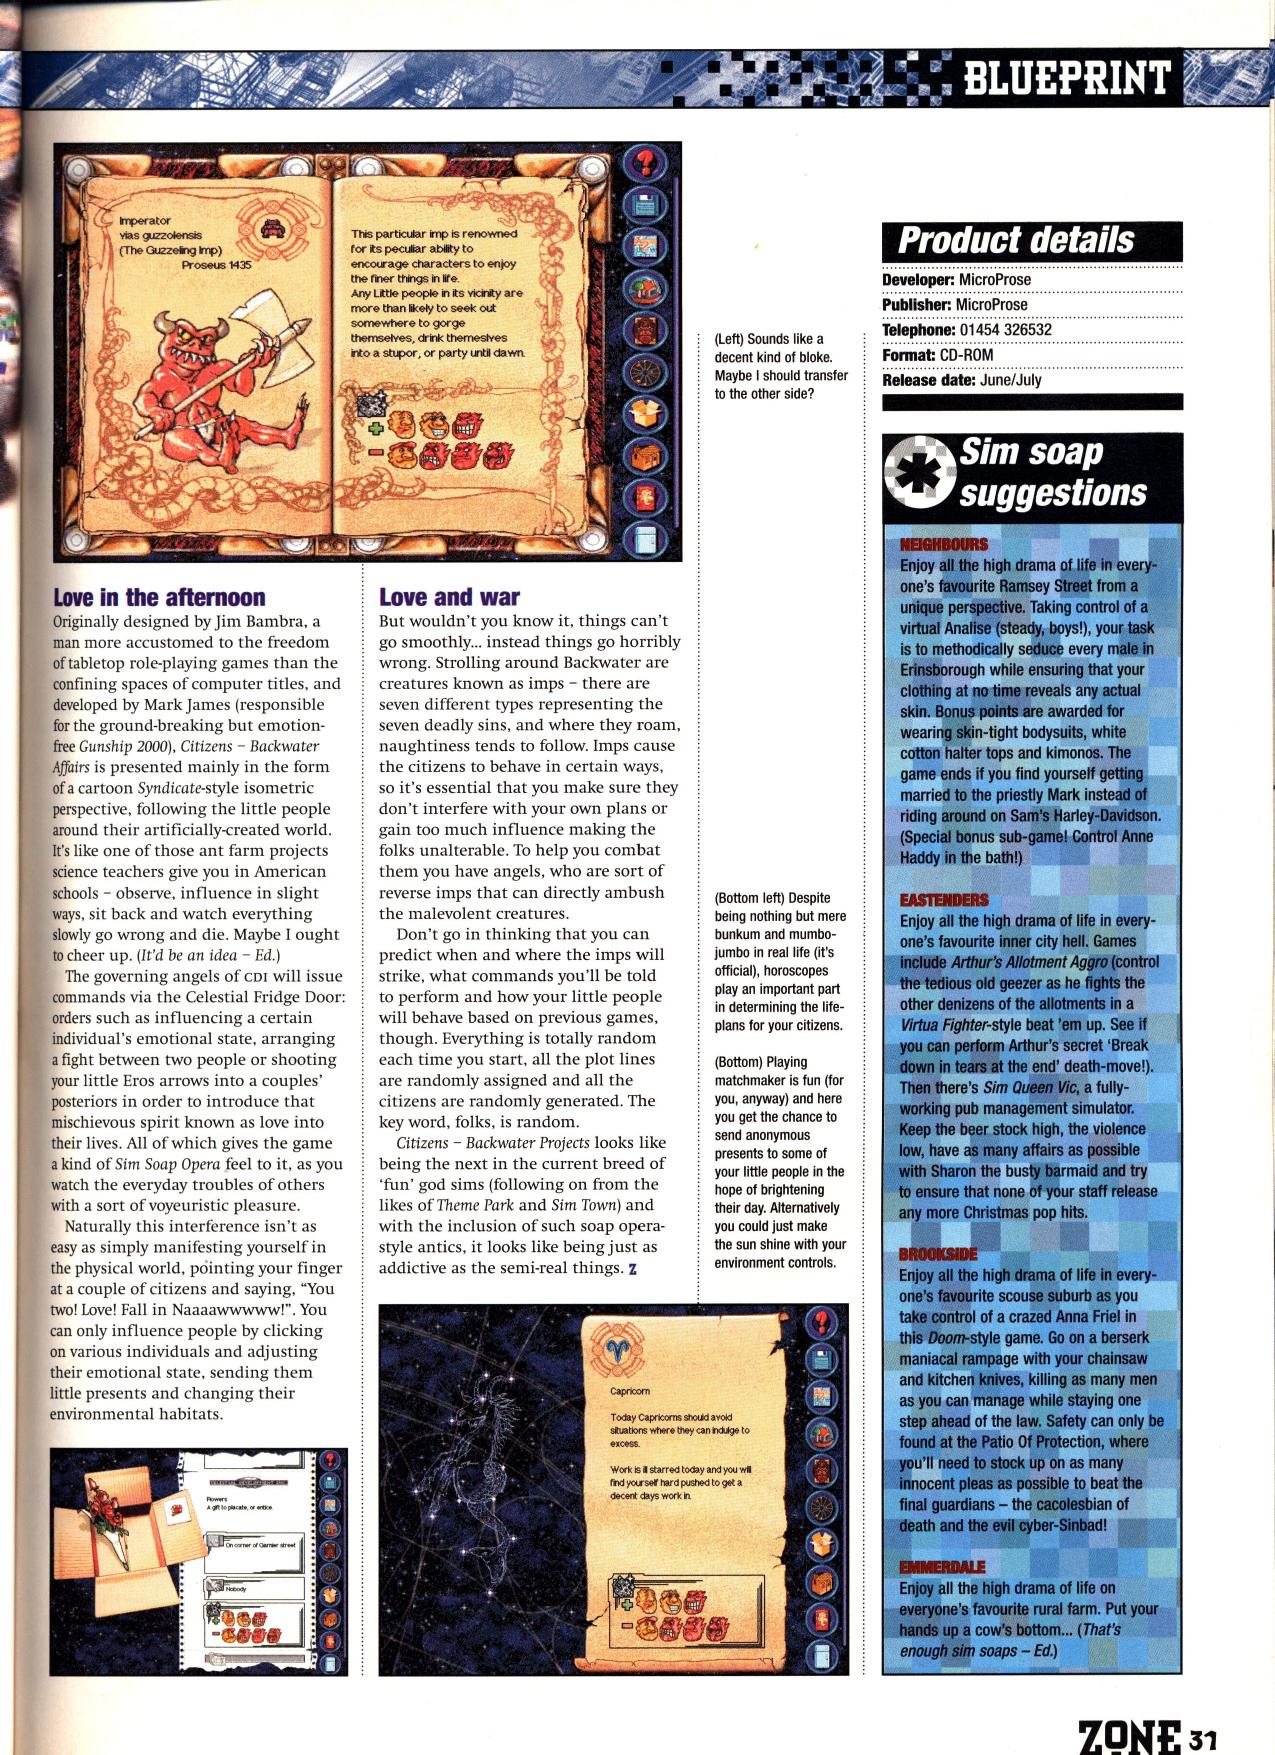 BLUEPRINT
Imperator
vias guzzolensis
(The Guzzeling Imp)
Proseus 1435
This particular imp is renowned
for its peculiar ability to
encourage characters to enjoy
the finer things in life.
Any Little people in its vicinity are
more than likely to seek out
somewhere to gorge
themselves, drink themeslves
into a stupor, or party until dawn.
(Left) Sounds like a
decent kind of bloke.
Maybe I should transfer
to the other side?
Love in the afternoon
Originally designed by Jim Bambra, a
man more accustomed to the freedom
of tabletop role-playing games than the
confining spaces of computer titles, and
developed by Mark James (responsible
for the ground-breaking but emotion-
free Gunship 2000), Citizens – Backwater
Affairs is presented mainly in the form
of a cartoon Syndicate-style isometric
perspective, following the little people
around their artificially-created world.
It's like one of those ant farm projects
science teachers give you in American
schools – observe, influence in slight
ways, sit back and watch everything
slowly go wrong and die. Maybe I ought
to cheer up. (It'd be an idea – Ed.)
The governing angels of CDI will issue
commands via the Celestial Fridge Door:
orders such as influencing a certain
individual's emotional state, arranging
a fight between two people or shooting
your little Eros arrows into a couples'
posteriors in order to introduce that
mischievous spirit known as love into
their lives. All of which gives the game
a kind of Sim Soap Opera feel to it, as you
watch the everyday troubles of others
with a sort of voyeuristic pleasure.
Naturally this interference isn't as
easy as simply manifesting yourself in
the physical world, pointing your finger
at a couple of citizens and saying, "You
two! Love! Fall in Naaaawwwww!". You
can only influence people by clicking
on various individuals and adjusting
their emotional state, sending them
little presents and changing their
environmental habitats.
Love and war
But wouldn't you know it, things can't
go smoothly... instead things go horribly
wrong. Strolling around Backwater are
creatures known as imps – there are
seven different types representing the
seven deadly sins, and where they roam,
naughtiness tends to follow. Imps cause
the citizens to behave in certain ways,
so it's essential that you make sure they
don't interfere with your own plans or
gain too much influence making the
folks unalterable. To help you combat
them you have angels, who are sort of
reverse imps that can directly ambush
the malevolent creatures.
Don't go in thinking that you can
predict when and where the imps will
strike, what commands you'll be told
to perform and how your little people
will behave based on previous games,
though. Everything is totally random
each time you start, all the plot lines
are randomly assigned and all the
citizens are randomly generated. The
key word, folks, is random.
Citizens – Backwater Projects looks like
being the next in the current breed of
'fun' god sims (following on from the
likes of Theme Park and Sim Town) and
with the inclusion of such soap opera-
style antics, it looks like being just as
addictive as the semi-real things. Z
(Bottom left) Despite
being nothing but mere
bunkum and mumbo-
jumbo in real life (it's
official), horoscopes
play an important part
in determining the life-
plans for your citizens.
(Bottom) Playing
matchmaker is fun (for
you, anyway) and here
you get the chance to
send anonymous
presents to some of
your little people in the
hope of brightening
their day. Alternatively
you could just make
the sun shine with your
environment controls.
CELESTIAL DEVELOPMENT INC.
Flowers
A gift to placate, or entice.
On corner of Garnier street
Nobody
Capricorn
Today Capricorns should avoid
situations where they can indulge to
excess.
Work is ill starred today and you will
find yourself hard pushed to get a
decent days work in.
Product details
Developer: MicroProse
Publisher: MicroProse
Telephone: 01454 326532
Format: CD-ROM
Release date: June/July
Sim soap
suggestions
NEIGHBOURS
Enjoy all the high drama of life in every-
one's favourite Ramsey Street from a
unique perspective. Taking control of a
virtual Analise (steady, boys!), your task
is to methodically seduce every male in
Erinsborough while ensuring that your
clothing at no time reveals any actual
skin. Bonus points are awarded for
wearing skin-tight bodysuits, white
cotton halter tops and kimonos. The
game ends if you find yourself getting
married to the priestly Mark instead of
riding around on Sam's Harley-Davidson.
(Special bonus sub-game! Control Anne
Haddy in the bath!)
EASTENDERS
Enjoy all the high drama of life in every-
one's favourite inner city hell. Games
include Arthur's Allotment Aggro (control
the tedious old geezer as he fights the
other denizens of the allotments in a
Virtua Fighter-style beat 'em up. See if
you can perform Arthur's secret 'Break
down in tears at the end' death-move!).
Then there's Sim Queen Vic, a fully-
working pub management simulator.
Keep the beer stock high, the violence
low, have as many affairs as possible
with Sharon the busty barmaid and try
to ensure that none of your staff release
any more Christmas pop hits.
BROOKSIDE
Enjoy all the high drama of life in every-
one's favourite scouse suburb as you
take control of a crazed Anna Friel in
this Doom-style game. Go on a berserk
maniacal rampage with your chainsaw
and kitchen knives, killing as many men
as you can manage while staying one
step ahead of the law. Safety can only be
found at the Patio Of Protection, where
you'll need to stock up on as many
innocent pleas as possible to beat the
final guardians – the cacolesbian of
death and the evil cyber-Sinbad!
EMMERDALE
Enjoy all the high drama of life on
everyone's favourite rural farm. Put your
hands up a cow's bottom... (That's
enough sim soaps – Ed.)
ZONE 31